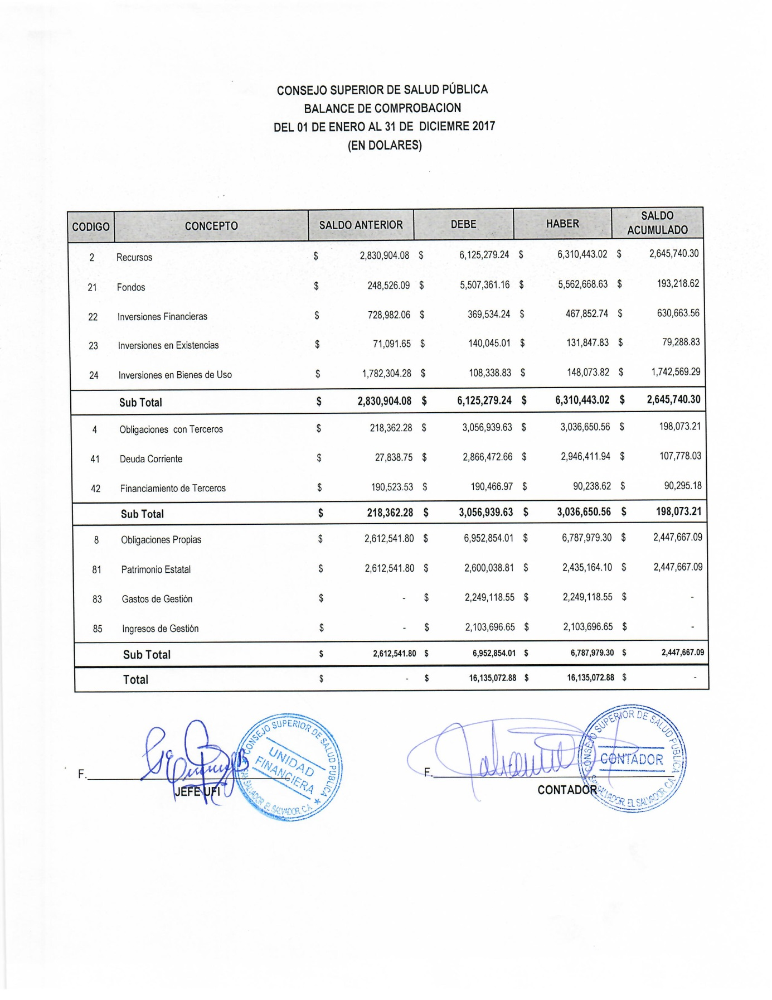 CONSEJO SUPERIOR DE SALUD PÚBLICA
BALANCE DE COMPROBACION
DEL 01 DE ENERO AL 31 DE DICIEMRE 2017
(EN DOLARES)
CODIGO CONCEPTO SALDO ANTERIOR DEBE HABER SALDO ACUMULADO
2 Recursos $ 2,830,904.08 $ 6,125,279.24 $ 6,310,443.02 $ 2,645,740.30
21 Fondos $ 248,526.09 $ 5,507,361.16 $ 5,562,668.63 $ 193,218.62
22 Inversiones Financieras $ 728,982.06 $ 369,534.24 $ 467,852.74 $ 630,663.56
23 Inversiones en Existencias $ 71,091.65 $ 140,045.01 $ 131,847.83 $ 79,288.83
24 Inversiones en Bienes de Uso $ 1,782,304.28 $ 108,338.83 $ 148,073.82 $ 1,742,569.29
Sub Total $ 2,830,904.08 $ 6,125,279.24 $ 6,310,443.02 $ 2,645,740.30
4 Obligaciones con Terceros $ 218,362.28 $ 3,056,939.63 $ 3,036,650.56 $ 198,073.21
41 Deuda Corriente $ 27,838.75 $ 2,866,472.66 $ 2,946,411.94 $ 107,778.03
42 Financiamiento de Terceros $ 190,523.53 $ 190,466.97 $ 90,238.62 $ 90,295.18
Sub Total $ 218,362.28 $ 3,056,939.63 $ 3,036,650.56 $ 198,073.21
8 Obligaciones Propias $ 2,612,541.80 $ 6,952,854.01 $ 6,787,979.30 $ 2,447,667.09
81 Patrimonio Estatal $ 2,612,541.80 $ 2,600,038.81 $ 2,435,164.10 $ 2,447,667.09
83 Gastos de Gestión $ - $ 2,249,118.55 $ 2,249,118.55 $ -
85 Ingresos de Gestión $ - $ 2,103,696.65 $ 2,103,696.65 $ -
Sub Total $ 2,612,541.80 $ 6,952,854.01 $ 6,787,979.30 $ 2,447,667.09
Total $ - $ 16,135,072.88 $ 16,135,072.88 $ -
F.
JEFE UFI
CONSEJO SUPERIOR DE SALUD PUBLICA
UNIDAD
FINANCIERA
SAN SALVADOR, EL SALVADOR, C.A.
F.
CONTADOR
CONSEJO SUPERIOR DE SALUD PUBLICA
CONTADOR
SAN SALVADOR, EL SALVADOR, C.A.